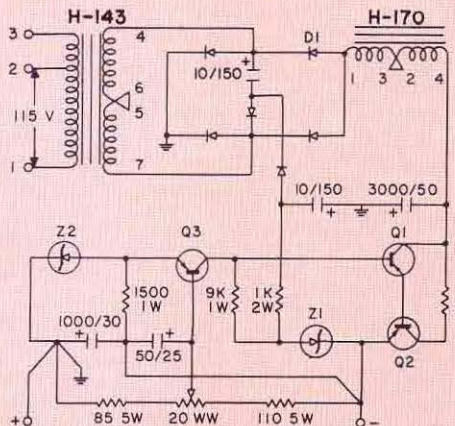 H-143 H-170
3 4 D1
2 10/150
6 1 3 2 4
5
115 V
1 7
10/150 3000/50
+ +
Z2 Q3 Q1
1500 9K 1K
1W 1W 2W Z1
1000/30
50/25 Q2
+ 85 5W 20 WW 110 5W -